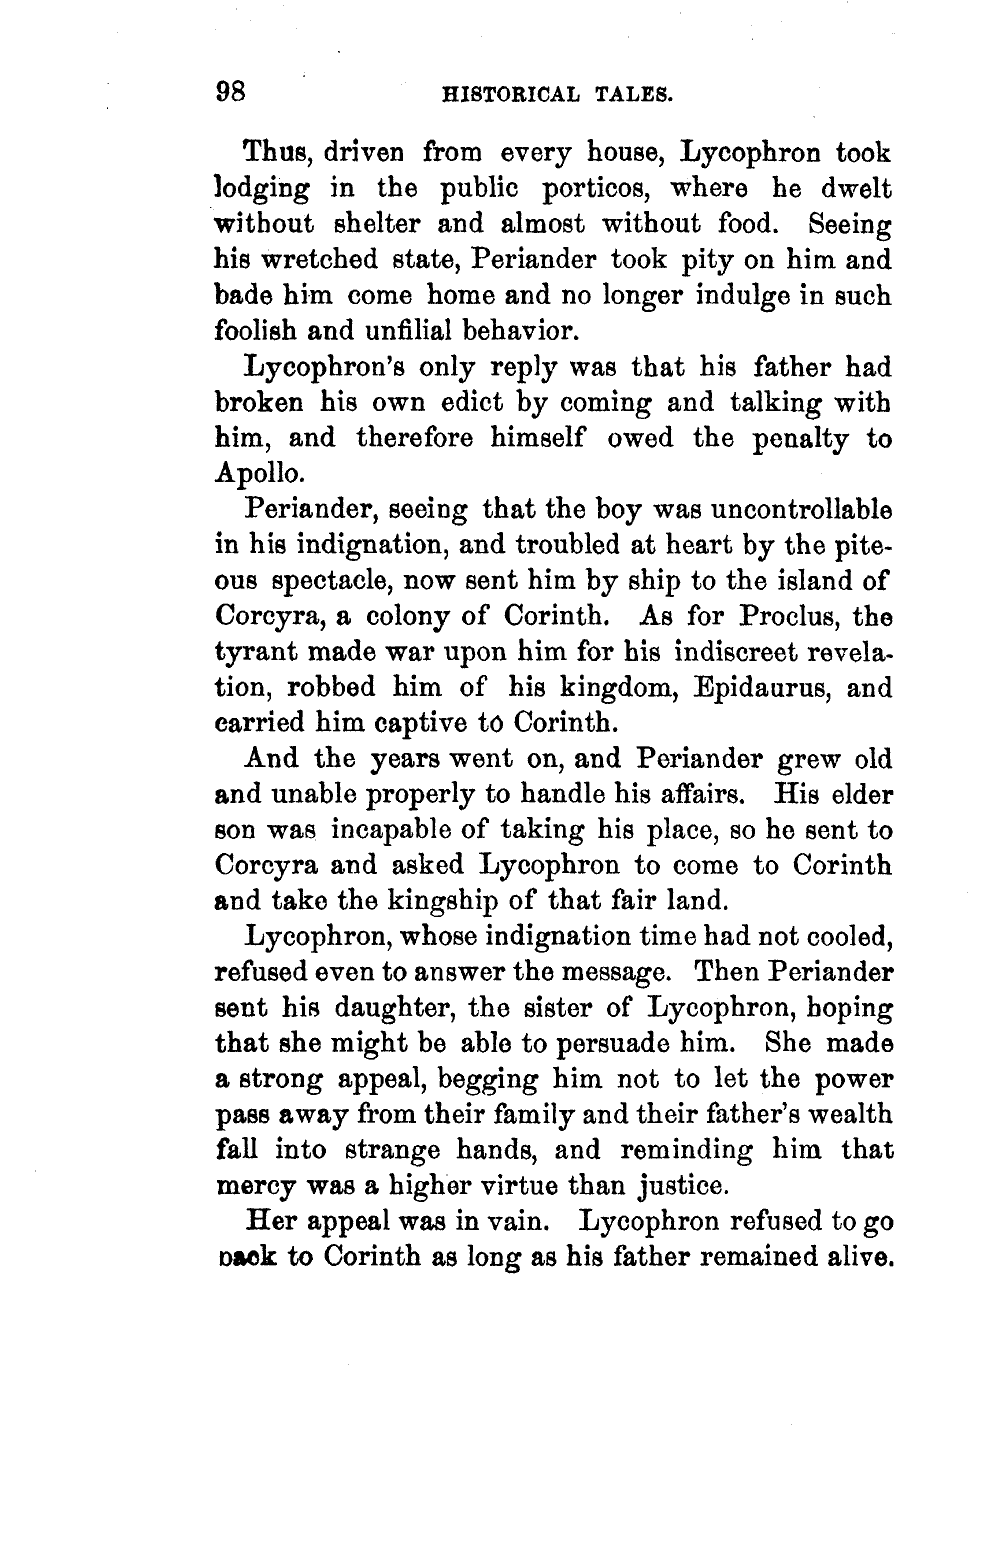 98 HISTORICAL TALES.
Thus, driven from every house, Lycophron took
lodging in the public porticos, where he dwelt
without shelter and almost without food. Seeing
his wretched state, Periander took pity on him and
bade him come home and no longer indulge in such
foolish and unfilial behavior.
Lycophron's only reply was that his father had
broken his own edict by coming and talking with
him, and therefore himself owed the penalty to
Apollo.
Periander, seeing that the boy was uncontrollable
in his indignation, and troubled at heart by the pite-
ous spectacle, now sent him by ship to the island of
Corcyra, a colony of Corinth. As for Proclus, the
tyrant made war upon him for his indiscreet revela-
tion, robbed him of his kingdom, Epidaurus, and
carried him captive to Corinth.
And the years went on, and Periander grew old
and unable properly to handle his affairs. His elder
son was incapable of taking his place, so he sent to
Corcyra and asked Lycophron to come to Corinth
and take the kingship of that fair land.
Lycophron, whose indignation time had not cooled,
refused even to answer the message. Then Periander
sent his daughter, the sister of Lycophron, hoping
that she might be able to persuade him. She made
a strong appeal, begging him not to let the power
pass away from their family and their father's wealth
fall into strange hands, and reminding him that
mercy was a higher virtue than justice.
Her appeal was in vain. Lycophron refused to go
back to Corinth as long as his father remained alive.